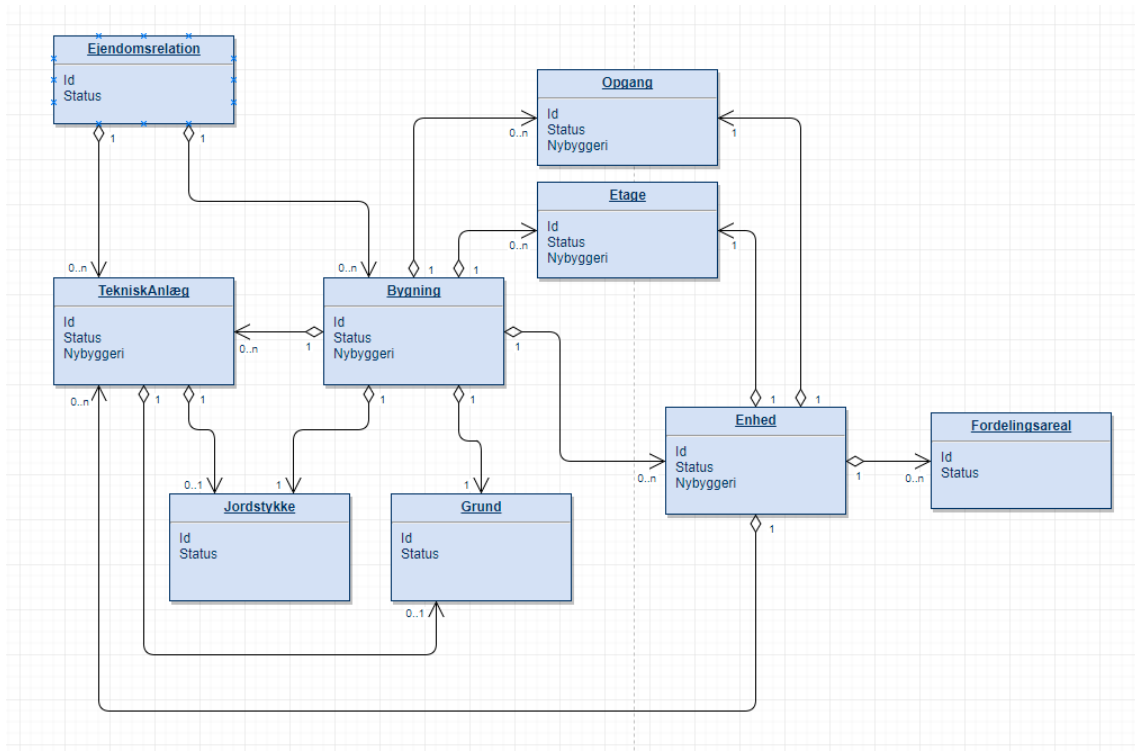 Ejendomsrelation
Id
Status
1
1
Opgang
Id
Status
Nybyggeri
0..n
1
Etage
Id
Status
Nybyggeri
0..n
1
0..n
0..n
1
1
TekniskAnlæg
Id
Status
Nybyggeri
Bygning
Id
Status
Nybyggeri
0..n
1
1
0..n
1
1
1
1
1
1
Enhed
Id
Status
Nybyggeri
0..n
1
0..n
Fordelingsareal
Id
Status
0..1
1
1
Jordstykke
Id
Status
Grund
Id
Status
1
0..1